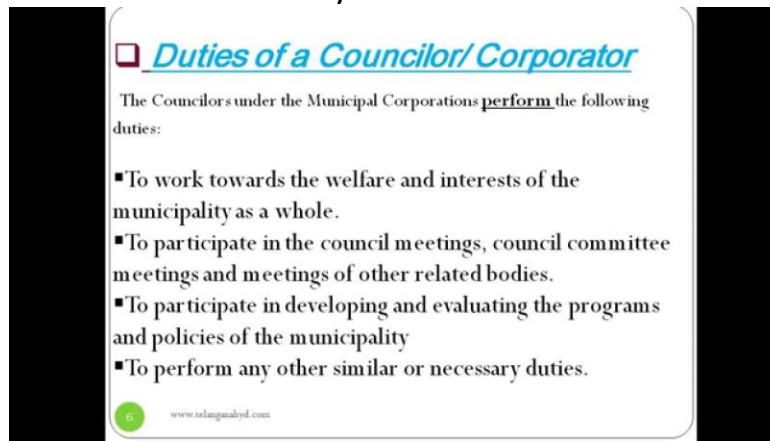 Duties of a Councilor/ Corporator
The Councilors under the Municipal Corporations perform the following
duties:
▪To work towards the welfare and interests of the
municipality as a whole.
▪To participate in the council meetings, council committee
meetings and meetings of other related bodies.
▪To participate in developing and evaluating the programs
and policies of the municipality
▪To perform any other similar or necessary duties.
6 www.telanganahyd.com